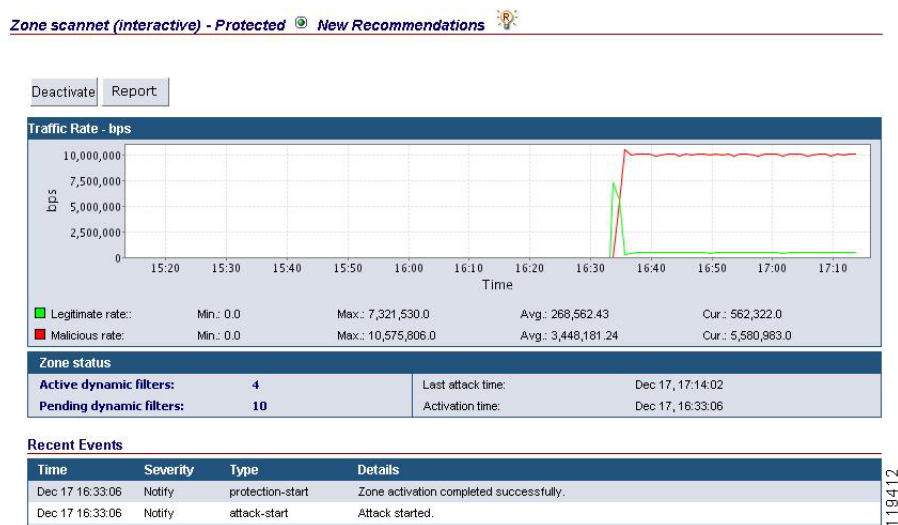 Zone scannet (interactive) - Protected New Recommendations R
Deactivate Report
Traffic Rate - bps
10,000,000
7,500,000
5,000,000
2,500,000
0
bps
15:20 15:30 15:40 15:50 16:00 16:10 16:20 16:30 16:40 16:50 17:00 17:10
Time
Legitimate rate:: Min.: 0.0 Max.: 7,321,530.0 Avg.: 268,562.43 Cur.: 562,322.0
Malicious rate: Min.: 0.0 Max.: 10,575,806.0 Avg.: 3,448,181.24 Cur.: 5,580,983.0
Zone status
Active dynamic filters: 4 Last attack time: Dec 17, 17:14:02
Pending dynamic filters: 10 Activation time: Dec 17, 16:33:06
Recent Events
Time Severity Type Details
Dec 17 16:33:06 Notify protection-start Zone activation completed successfully.
Dec 17 16:33:06 Notify attack-start Attack started.
119412